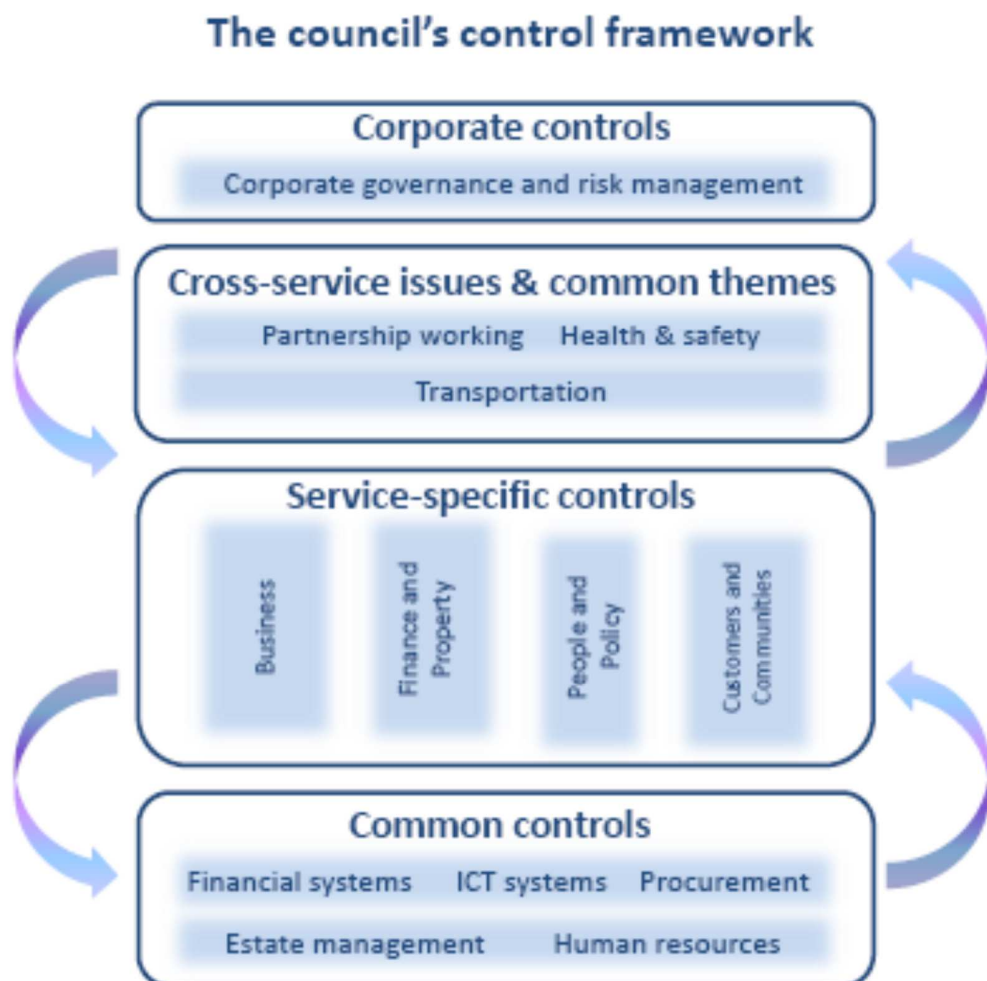 The council's control framework
Corporate controls
Corporate governance and risk management
Cross-service issues & common themes
Partnership working Health & safety
Transportation
Service-specific controls
Business
Finance and
Property
People and
Policy
Customers and
Communities
Common controls
Financial systems ICT systems Procurement
Estate management Human resources